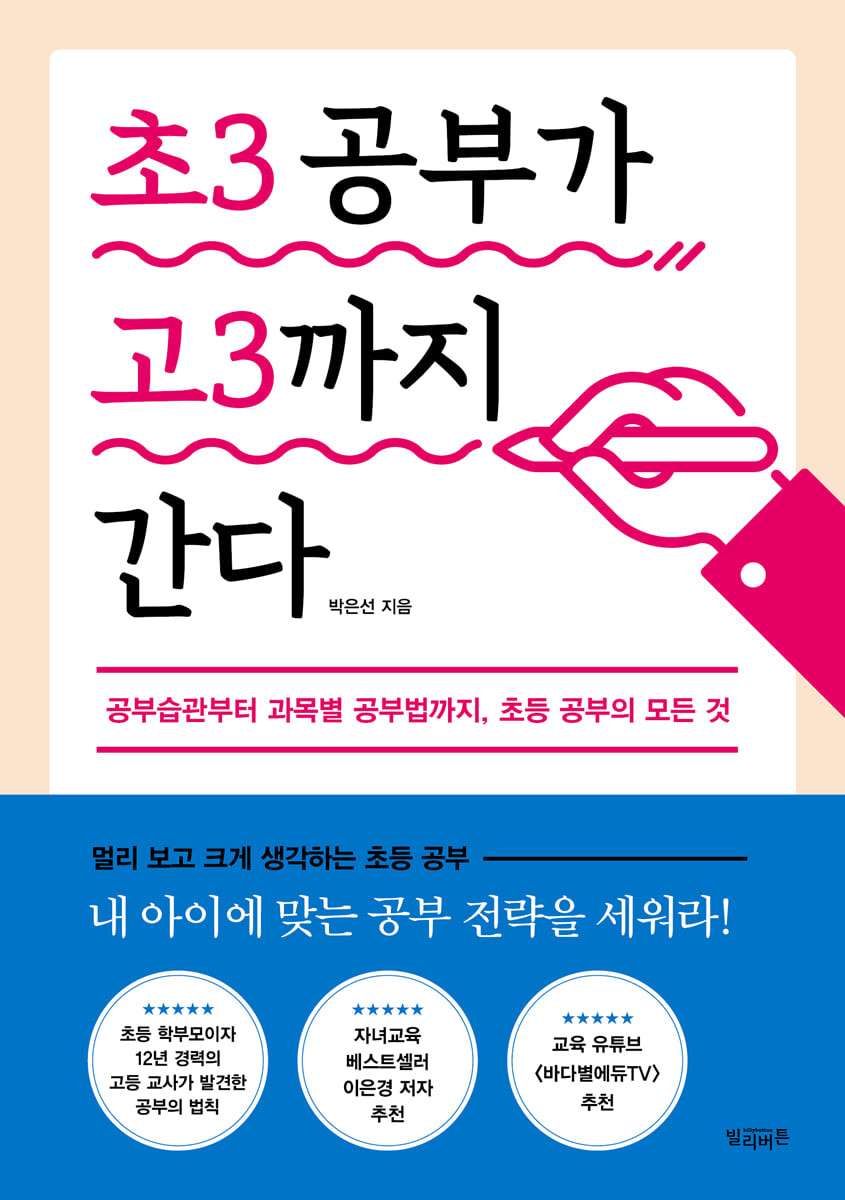 초3 공부가
고3까지
간다
박은선 지음
공부습관부터 과목별 공부법까지, 초등 공부의 모든 것
멀리 보고 크게 생각하는 초등 공부
내 아이에 맞는 공부 전략을 세워라!
★★★★★
초등 학부모이자
12년 경력의
고등 교사가 발견한
공부의 법칙
★★★★★
자녀교육
베스트셀러
이은경 저자
추천
★★★★★
교육 유튜브
〈바다별에듀TV〉
추천
billybutton
빌리버튼